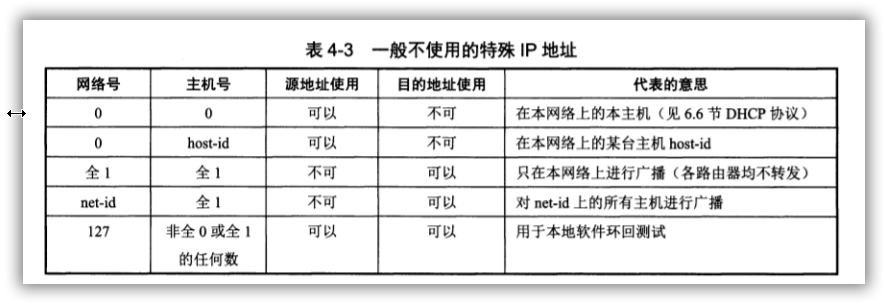 表 4-3 一般不使用的特殊 IP 地址
网络号 主机号 源地址使用 目的地址使用 代表的意思
0 0 可以 不可 在本网络上的本主机（见 6.6 节 DHCP 协议）
0 host-id 可以 不可 在本网络上的某台主机 host-id
全 1 全 1 不可 可以 只在本网络上进行广播（各路由器均不转发）
net-id 全 1 不可 可以 对 net-id 上的所有主机进行广播
127 非全 0 或全 1 可以 可以 用于本地软件环回测试
的任何数